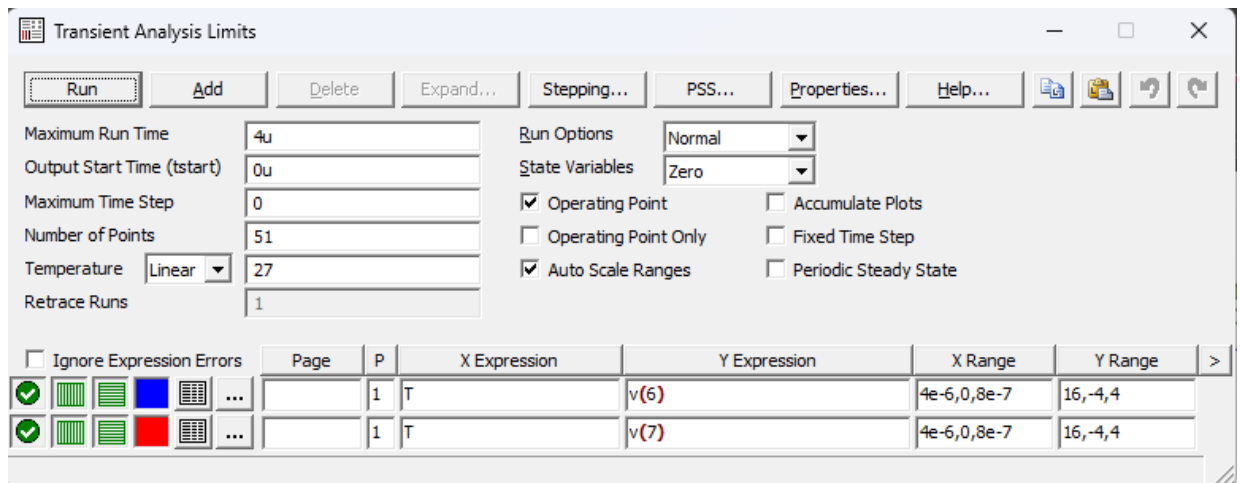 Transient Analysis Limits
Run Add Delete Expand... Stepping... PSS... Properties... Help...
Maximum Run Time 4u Run Options Normal
Output Start Time (tstart) 0u State Variables Zero
Maximum Time Step 0 Operating Point Accumulate Plots
Number of Points 51 Operating Point Only Fixed Time Step
Temperature Linear 27 Auto Scale Ranges Periodic Steady State
Retrace Runs 1
Ignore Expression Errors Page P X Expression Y Expression X Range Y Range >
... 1 T v(6) 4e-6,0,8e-7 16,-4,4
... 1 T v(7) 4e-6,0,8e-7 16,-4,4